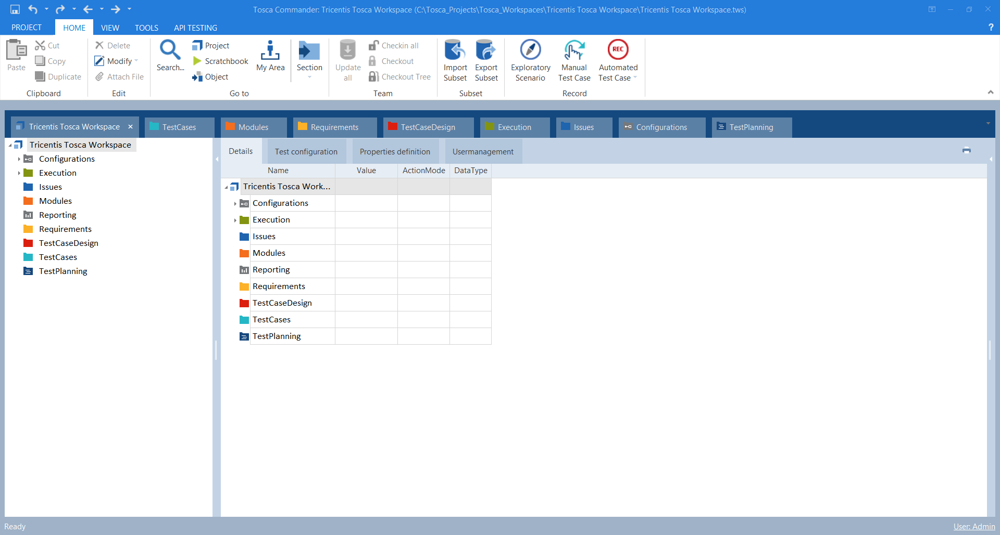 Tosca Commander: Tricentis Tosca Workspace (C:\Tosca_Projects\Tosca_Workspaces\Tricentis Tosca Workspace\Tricentis Tosca Workspace.tws)
PROJECT HOME VIEW TOOLS API TESTING ?
Paste
Cut
Copy
Duplicate
Clipboard
Delete
Modify
Attach File
Edit
Search...
Project
Scratchbook
Object
My Area
Section
Go to
Update all
Checkin all
Checkout
Checkout Tree
Team
Import Subset
Export Subset
Subset
Exploratory Scenario
Manual Test Case
REC
Automated Test Case
Record
Tricentis Tosca Workspace × TestCases Modules Requirements TestCaseDesign Execution Issues Configurations TestPlanning
Tricentis Tosca Workspace
Configurations
Execution
Issues
Modules
Reporting
Requirements
TestCaseDesign
TestCases
TestPlanning
Details Test configuration Properties definition Usermanagement
Name Value ActionMode DataType
Tricentis Tosca Work...
Configurations
Execution
Issues
Modules
Reporting
Requirements
TestCaseDesign
TestCases
TestPlanning
Ready User: Admin